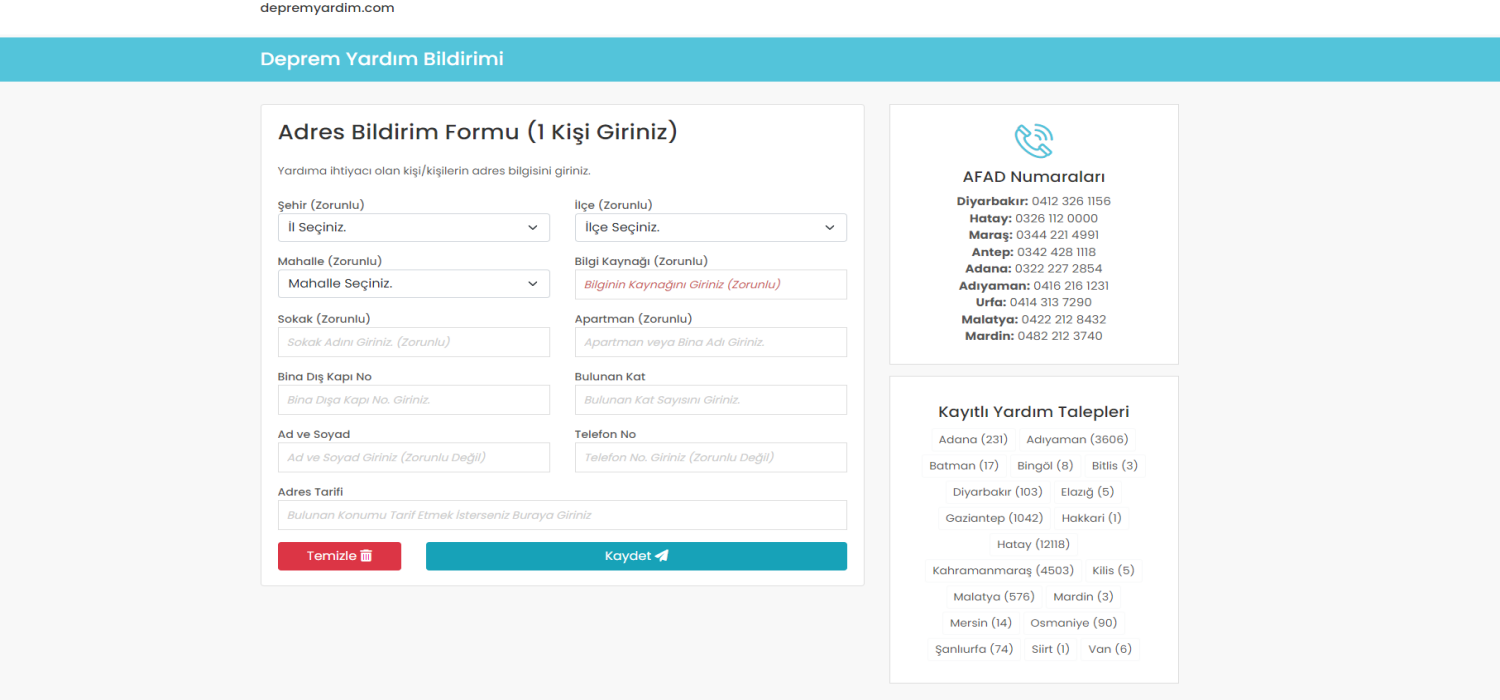 depremyardim.com
Deprem Yardım Bildirimi
Adres Bildirim Formu (1 Kişi Giriniz)
Yardıma ihtiyacı olan kişi/kişilerin adres bilgisini giriniz.
Şehir (Zorunlu)
İl Seçiniz.
İlçe (Zorunlu)
İlçe Seçiniz.
Mahalle (Zorunlu)
Mahalle Seçiniz.
Bilgi Kaynağı (Zorunlu)
Bilginin Kaynağını Giriniz (Zorunlu)
Sokak (Zorunlu)
Sokak Adını Giriniz. (Zorunlu)
Apartman (Zorunlu)
Apartman veya Bina Adı Giriniz.
Bina Dış Kapı No
Bina Dışa Kapı No. Giriniz.
Bulunan Kat
Bulunan Kat Sayısını Giriniz.
Ad ve Soyad
Ad ve Soyad Giriniz (Zorunlu Değil)
Telefon No
Telefon No. Giriniz (Zorunlu Değil)
Adres Tarifi
Bulunan Konumu Tarif Etmek İsterseniz Buraya Giriniz
Temizle
Kaydet
AFAD Numaraları
Diyarbakır: 0412 326 1156
Hatay: 0326 112 0000
Maraş: 0344 221 4991
Antep: 0342 428 1118
Adana: 0322 227 2854
Adıyaman: 0416 216 1231
Urfa: 0414 313 7290
Malatya: 0422 212 8432
Mardin: 0482 212 3740
Kayıtlı Yardım Talepleri
Adana (231) Adıyaman (3606)
Batman (17) Bingöl (8) Bitlis (3)
Diyarbakır (103) Elazığ (5)
Gaziantep (1042) Hakkari (1)
Hatay (12118)
Kahramanmaraş (4503) Kilis (5)
Malatya (576) Mardin (3)
Mersin (14) Osmaniye (90)
Şanlıurfa (74) Siirt (1) Van (6)